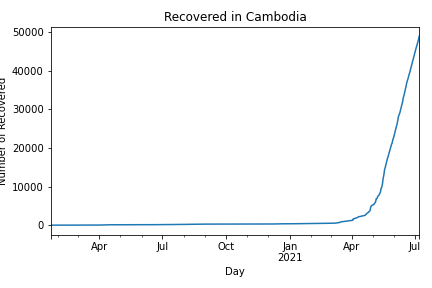 Recovered in Cambodia
Number of Recovered
50000
40000
30000
20000
10000
0
Apr
Jul
Oct
Jan
2021
Apr
Jul
Day